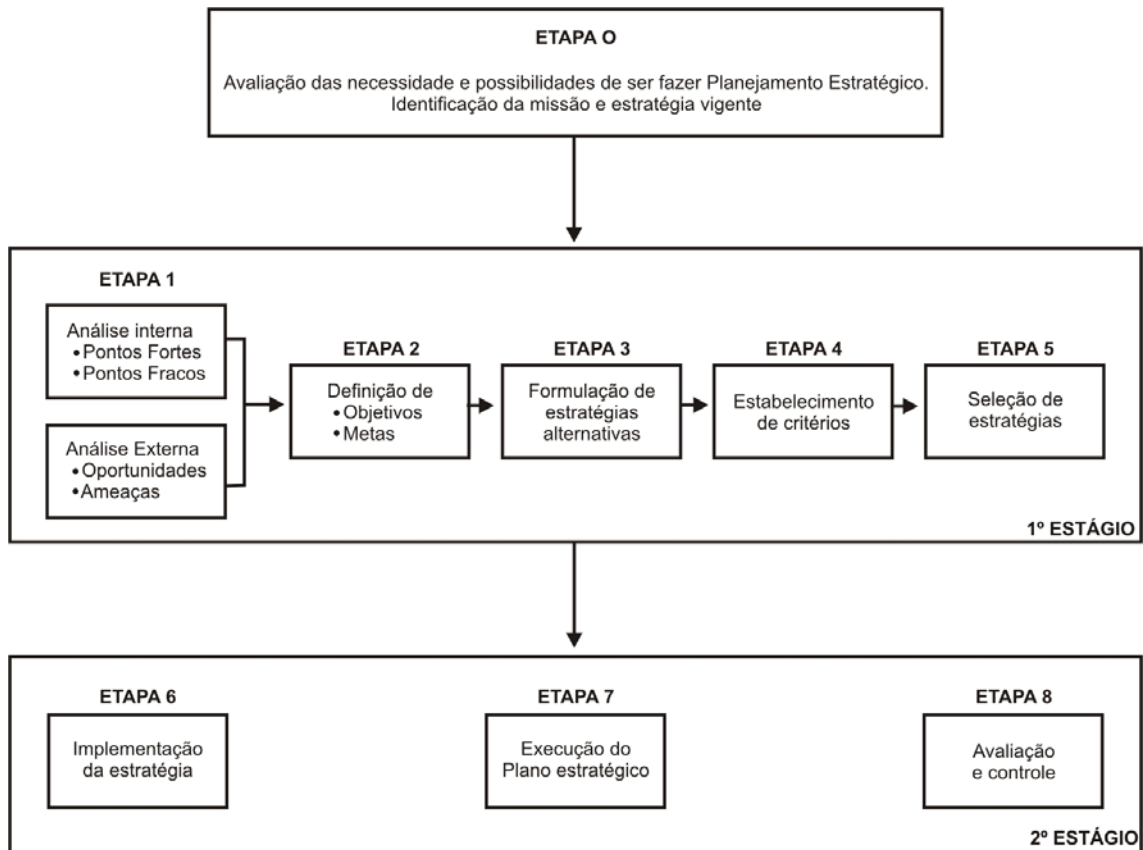 ETAPA O
Avaliação das necessidade e possibilidades de ser fazer Planejamento Estratégico.
Identificação da missão e estratégia vigente
ETAPA 1
Análise interna
• Pontos Fortes
• Pontos Fracos
Análise Externa
• Oportunidades
• Ameaças
ETAPA 2
Definição de
• Objetivos
• Metas
ETAPA 3
Formulação de
estratégias
alternativas
ETAPA 4
Estabelecimento
de critérios
ETAPA 5
Seleção de
estratégias
1º ESTÁGIO
ETAPA 6
Implementação
da estratégia
ETAPA 7
Execução do
Plano estratégico
ETAPA 8
Avaliação
e controle
2º ESTÁGIO